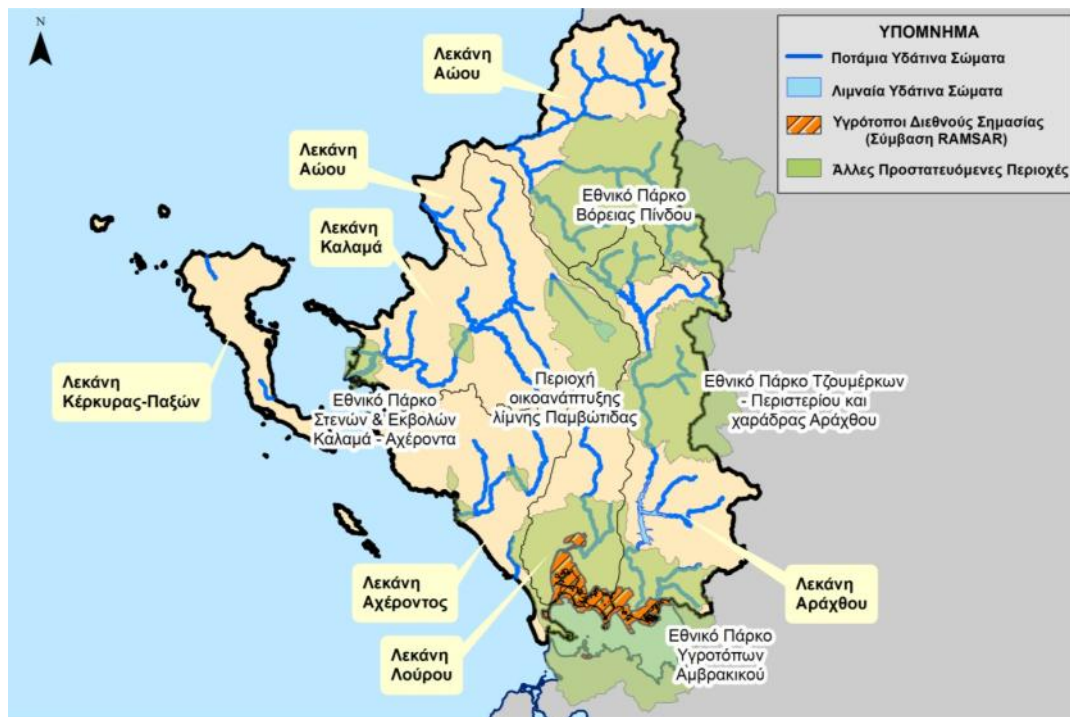 N
ΥΠΟΜΝΗΜΑ
Ποτάμια Υδάτινα Σώματα
Λιμναία Υδάτινα Σώματα
Υγρότοποι Διεθνούς Σημασίας
(Σύμβαση RAMSAR)
Άλλες Προστατευόμενες Περιοχές
Λεκάνη
Αώου
Λεκάνη
Αώου
Λεκάνη
Καλαμά
Εθνικό Πάρκο
Βόρειας Πίνδου
Λεκάνη
Κέρκυρας-Παξών
Εθνικό Πάρκο
Στενών & Εκβολών
Καλαμά - Αχέροντα
Περιοχή
οικοανάπτυξης
λίμνης Παμβώτιδας
Εθνικό Πάρκο Τζουμέρκων
- Περιστερίου και
χαράδρας Αράχθου
Λεκάνη
Αχέροντος
Λεκάνη
Αράχθου
Λεκάνη
Λούρου
Εθνικό Πάρκο
Υγροτόπων
Αμβρακικού